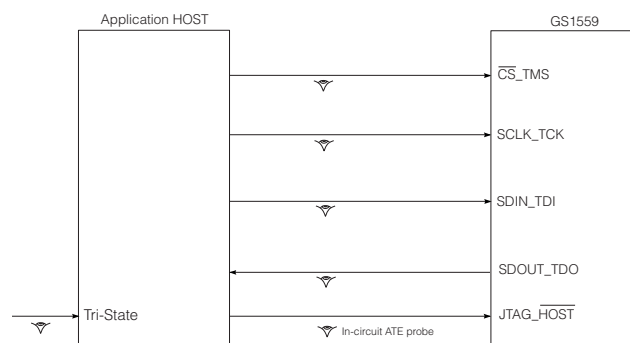 Application HOST
GS1559
CS_TMS
SCLK_TCK
SDIN_TDI
SDOUT_TDO
Tri-State
JTAG_HOST
In-circuit ATE probe